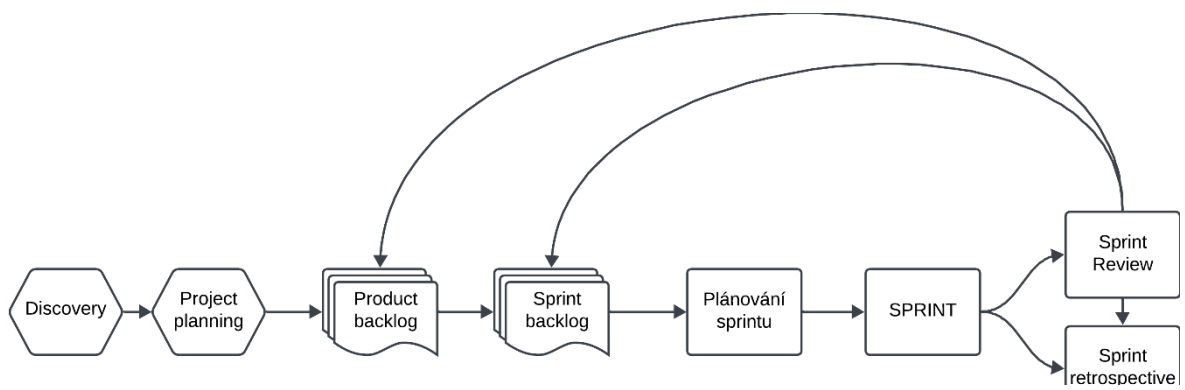 Discovery
Project
planning
Product
backlog
Sprint
backlog
Plánování
sprintu
SPRINT
Sprint
Review
Sprint
retrospective